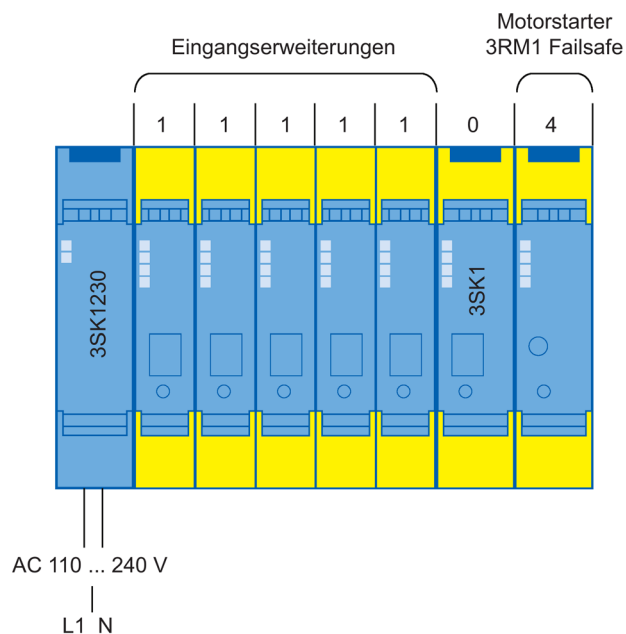 Motorstarter
Eingangserweiterungen 3RM1 Failsafe
1 1 1 1 1 0 4
3SK1230
3SK1
AC 110 ... 240 V
L1 N